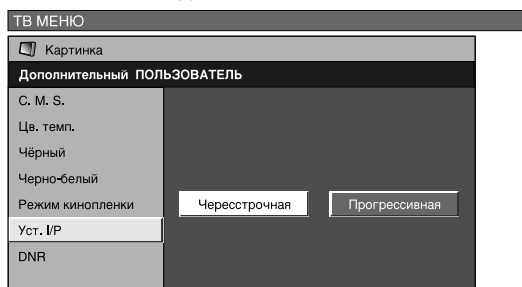 ТВ МЕНЮ
Картинка
Дополнительный ПОЛЬЗОВАТЕЛЬ
C. M. S.
Цв. темп.
Чёрный
Черно-белый
Режим кинопленки
Чересстрочная Прогрессивная
Уст. I/P
DNR